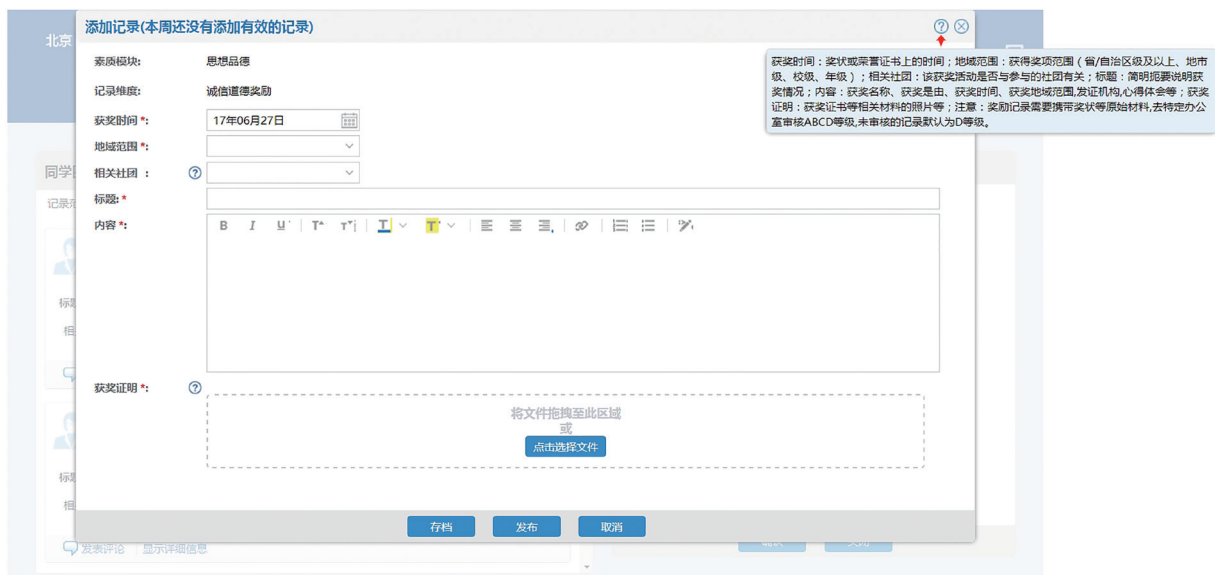 北京
添加记录(本周还没有添加有效的记录)
素质模块: 思想品德
记录维度: 诚信道德奖励
获奖时间 *: 17年06月27日
地域范围 *:
相关社团 :
标题: *
内容 *: B I U T T T T
获奖证明 *:
将文件拖拽至此区域
或
点击选择文件
存档 发布 取消
获奖时间：奖状或荣誉证书上的时间；地域范围：获得奖项范围（省/自治区级及以上、地市
级、校级、年级）；相关社团：该获奖活动是否与参与的社团有关；标题：简明扼要说明获
奖情况；内容：获奖名称、获奖是由、获奖时间、获奖地域范围,发证机构,心得体会等；获奖
证明：获奖证书等相关材料的照片等；注意：奖励记录需要携带奖状等原始材料,去特定办公
室审核ABCD等级,未审核的记录默认为D等级。
同学
记录
标题
相
标题
相
发表评论 显示详细信息